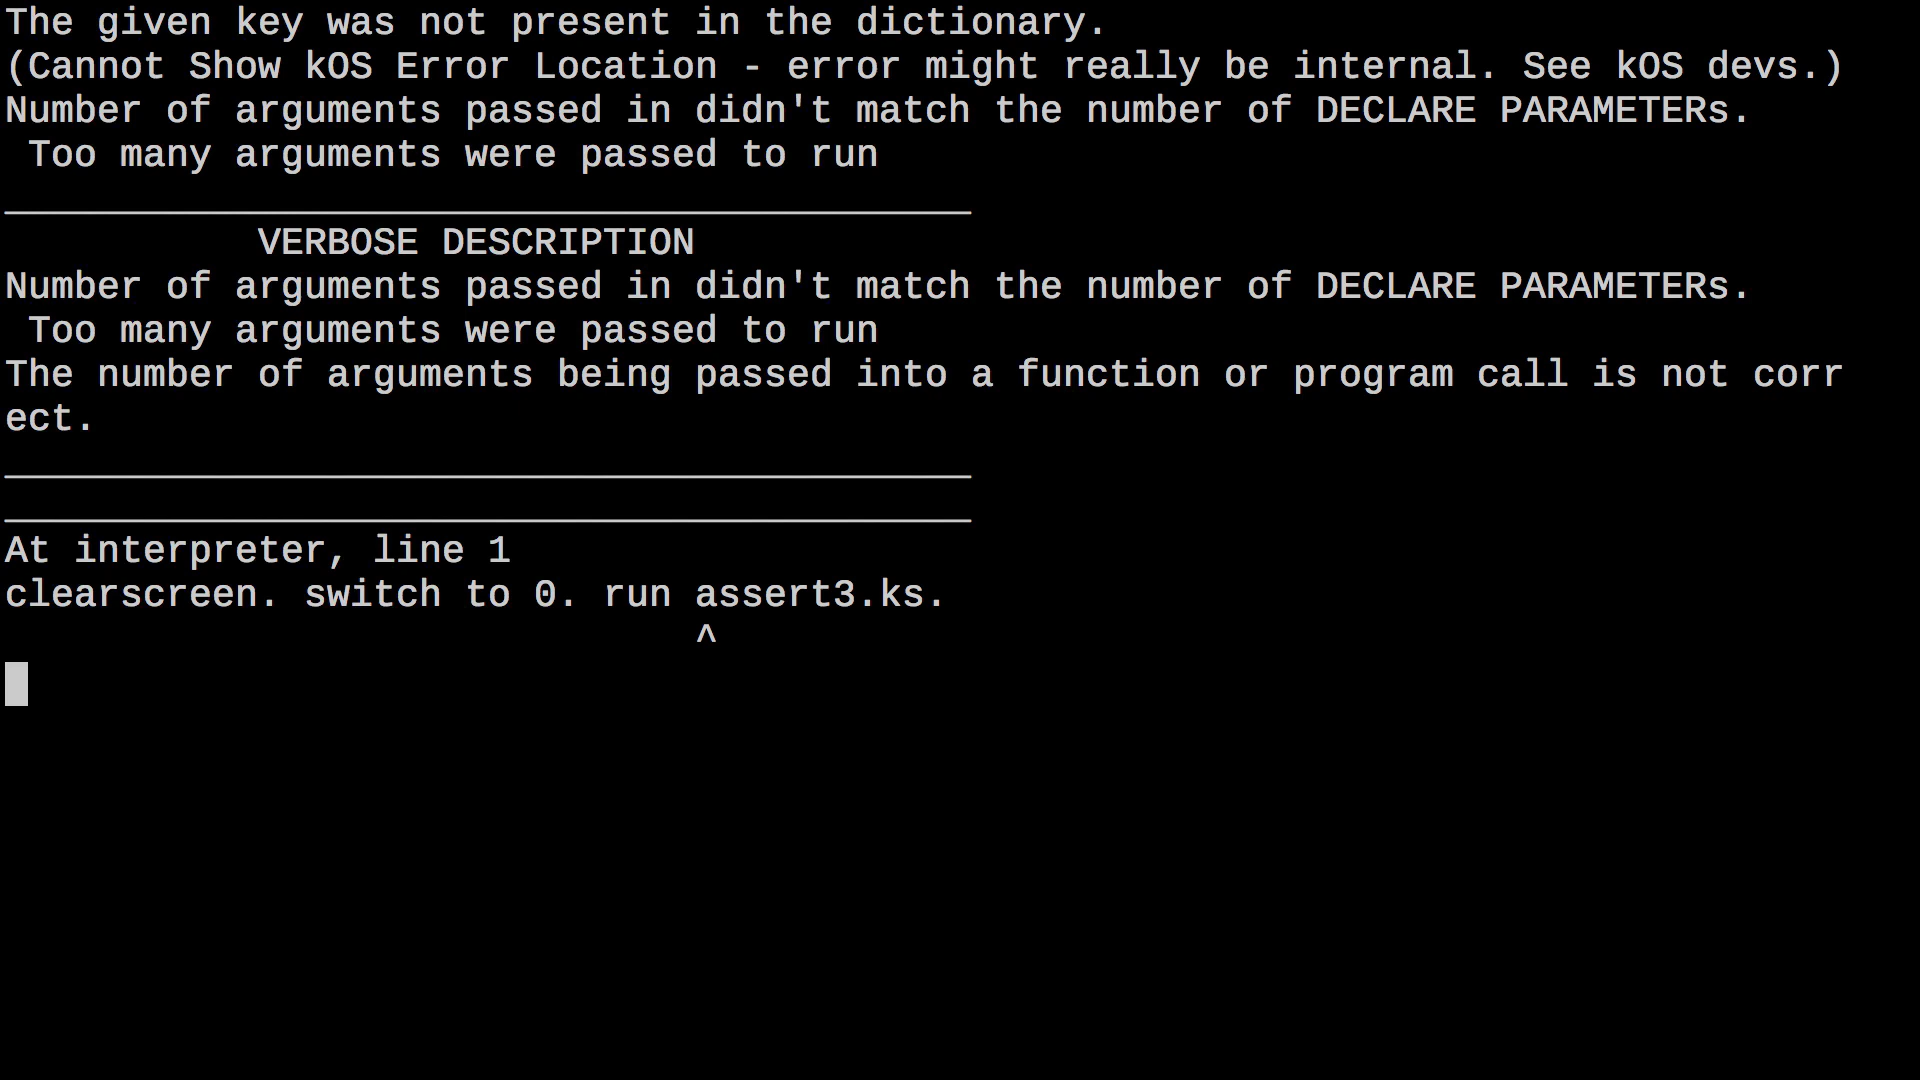 The given key was not present in the dictionary.
(Cannot Show kOS Error Location - error might really be internal. See kOS devs.)
Number of arguments passed in didn't match the number of DECLARE PARAMETERs.
 Too many arguments were passed to run
__________________________________________
           VERBOSE DESCRIPTION
Number of arguments passed in didn't match the number of DECLARE PARAMETERs.
 Too many arguments were passed to run
The number of arguments being passed into a function or program call is not corr
ect.
__________________________________________
__________________________________________
At interpreter, line 1
clearscreen. switch to 0. run assert3.ks.
                              ^